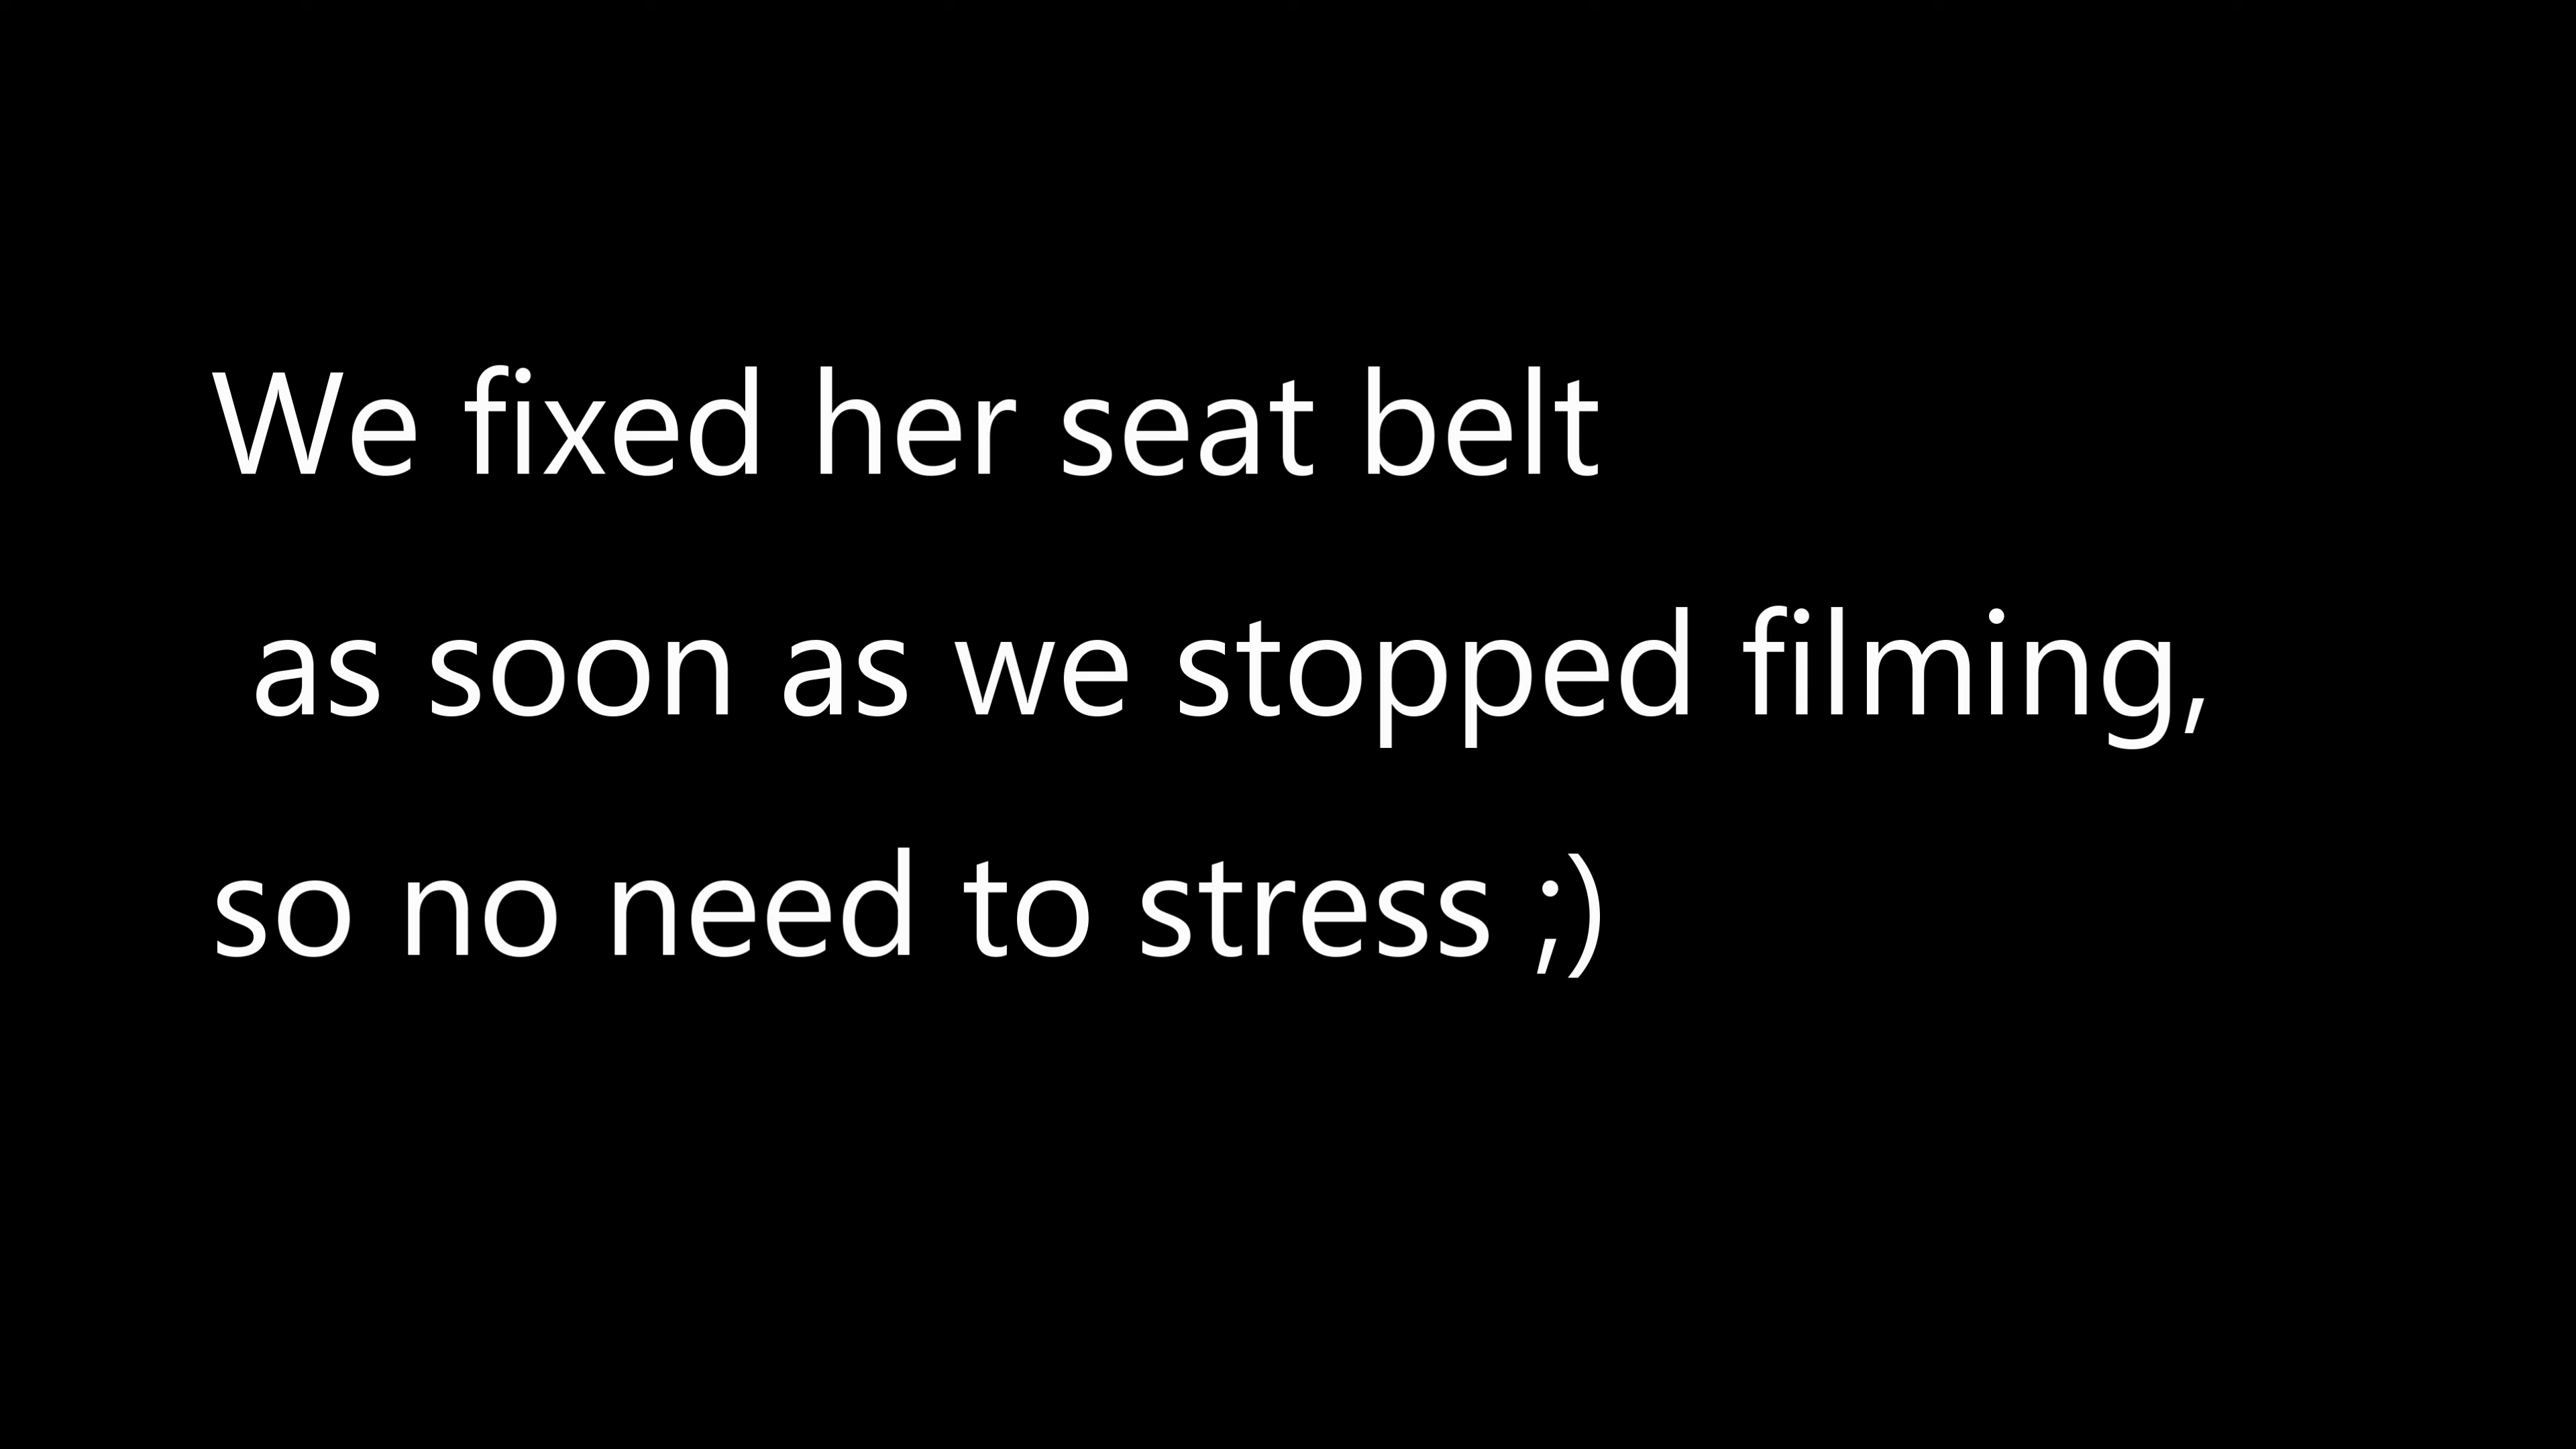 We fixed her seat belt
as soon as we stopped filming,
so no need to stress ;)